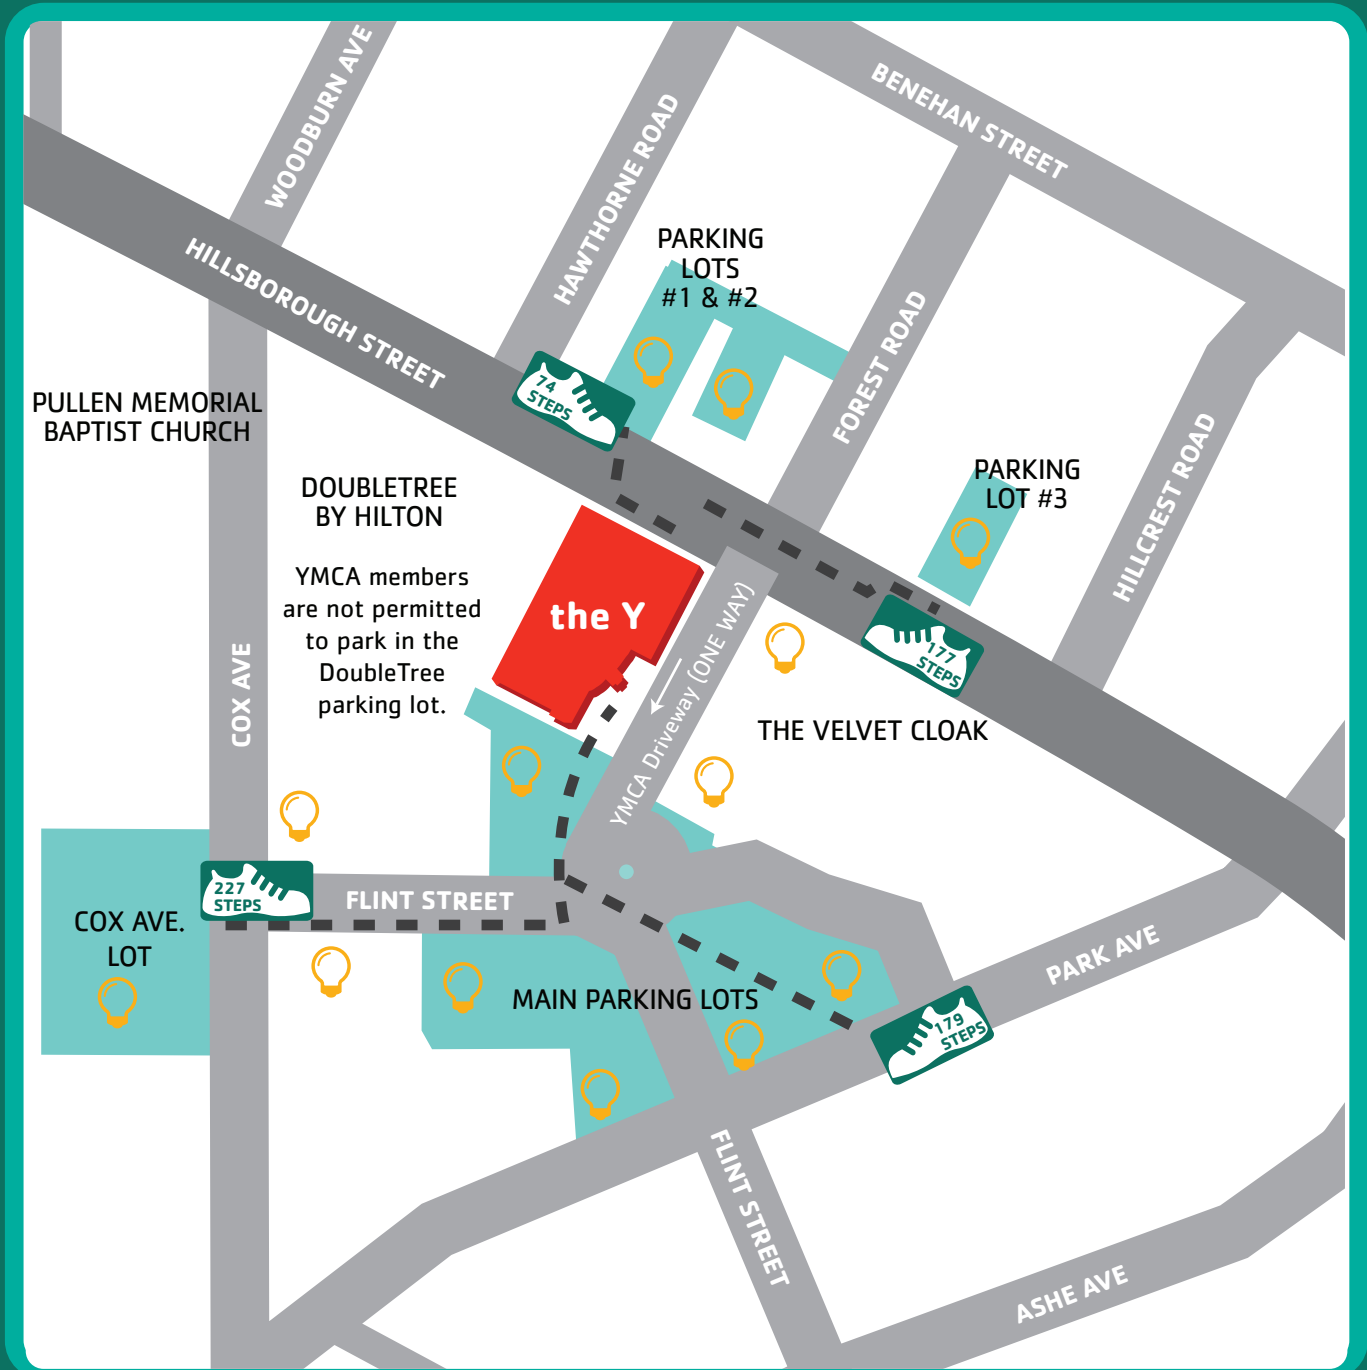 WOODBURN AVE
BENEHAN STREET
HAWTHORNE ROAD
HILLSBOROUGH STREET
PARKING
LOTS
#1 & #2
FOREST ROAD
74
STEPS
PULLEN MEMORIAL
BAPTIST CHURCH
DOUBLETREE
BY HILTON
YMCA members
are not permitted
to park in the
DoubleTree
parking lot.
PARKING
LOT #3
HILLCREST ROAD
the Y
YMCA Driveway (ONE WAY)
177
STEPS
COX AVE
THE VELVET CLOAK
227
STEPS
FLINT STREET
COX AVE.
LOT
MAIN PARKING LOTS
PARK AVE
179
STEPS
FLINT STREET
ASHE AVE